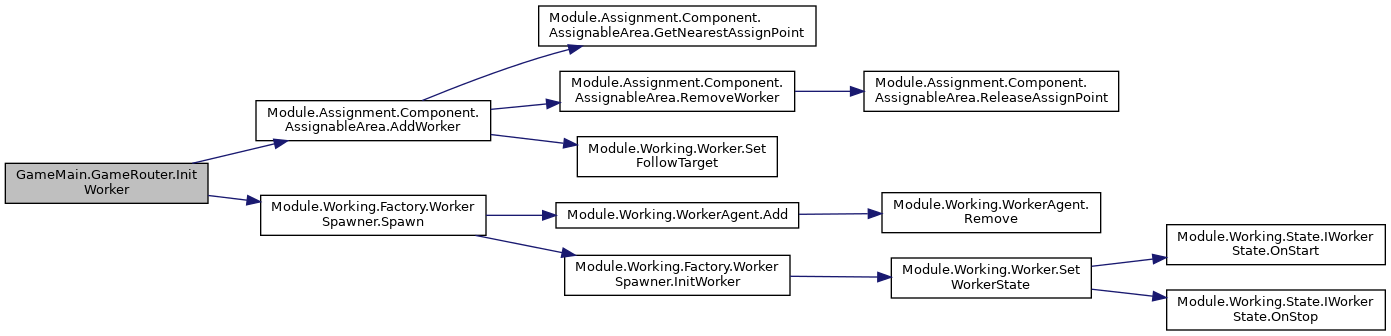 Module.Assignment.Component.
AssignableArea.GetNearestAssignPoint
Module.Assignment.Component.
AssignableArea.RemoveWorker
Module.Assignment.Component.
AssignableArea.ReleaseAssignPoint
Module.Assignment.Component.
AssignableArea.AddWorker
Module.Working.Worker.Set
FollowTarget
GameMain.GameRouter.Init
Worker
Module.Working.Factory.Worker
Spawner.Spawn
Module.Working.WorkerAgent.Add
Module.Working.WorkerAgent.
Remove
Module.Working.Factory.Worker
Spawner.InitWorker
Module.Working.Worker.Set
WorkerState
Module.Working.State.IWorker
State.OnStart
Module.Working.State.IWorker
State.OnStop